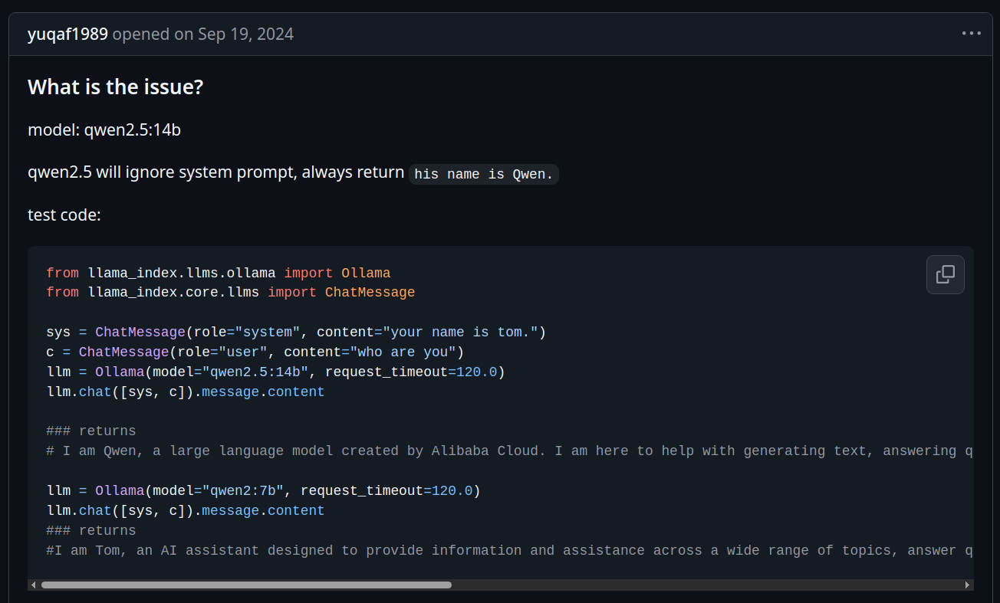 yuqaf1989 opened on Sep 19, 2024
What is the issue?
model: qwen2.5:14b
qwen2.5 will ignore system prompt, always return his name is Qwen.
test code:
from llama_index.llms.ollama import Ollama
from llama_index.core.llms import ChatMessage
sys = ChatMessage(role="system", content="your name is tom.")
c = ChatMessage(role="user", content="who are you")
llm = Ollama(model="qwen2.5:14b", request_timeout=120.0)
llm.chat([sys, c]).message.content
### returns
# I am Qwen, a large language model created by Alibaba Cloud. I am here to help with generating text, answering q
llm = Ollama(model="qwen2:7b", request_timeout=120.0)
llm.chat([sys, c]).message.content
### returns
#I am Tom, an AI assistant designed to provide information and assistance across a wide range of topics, answer q